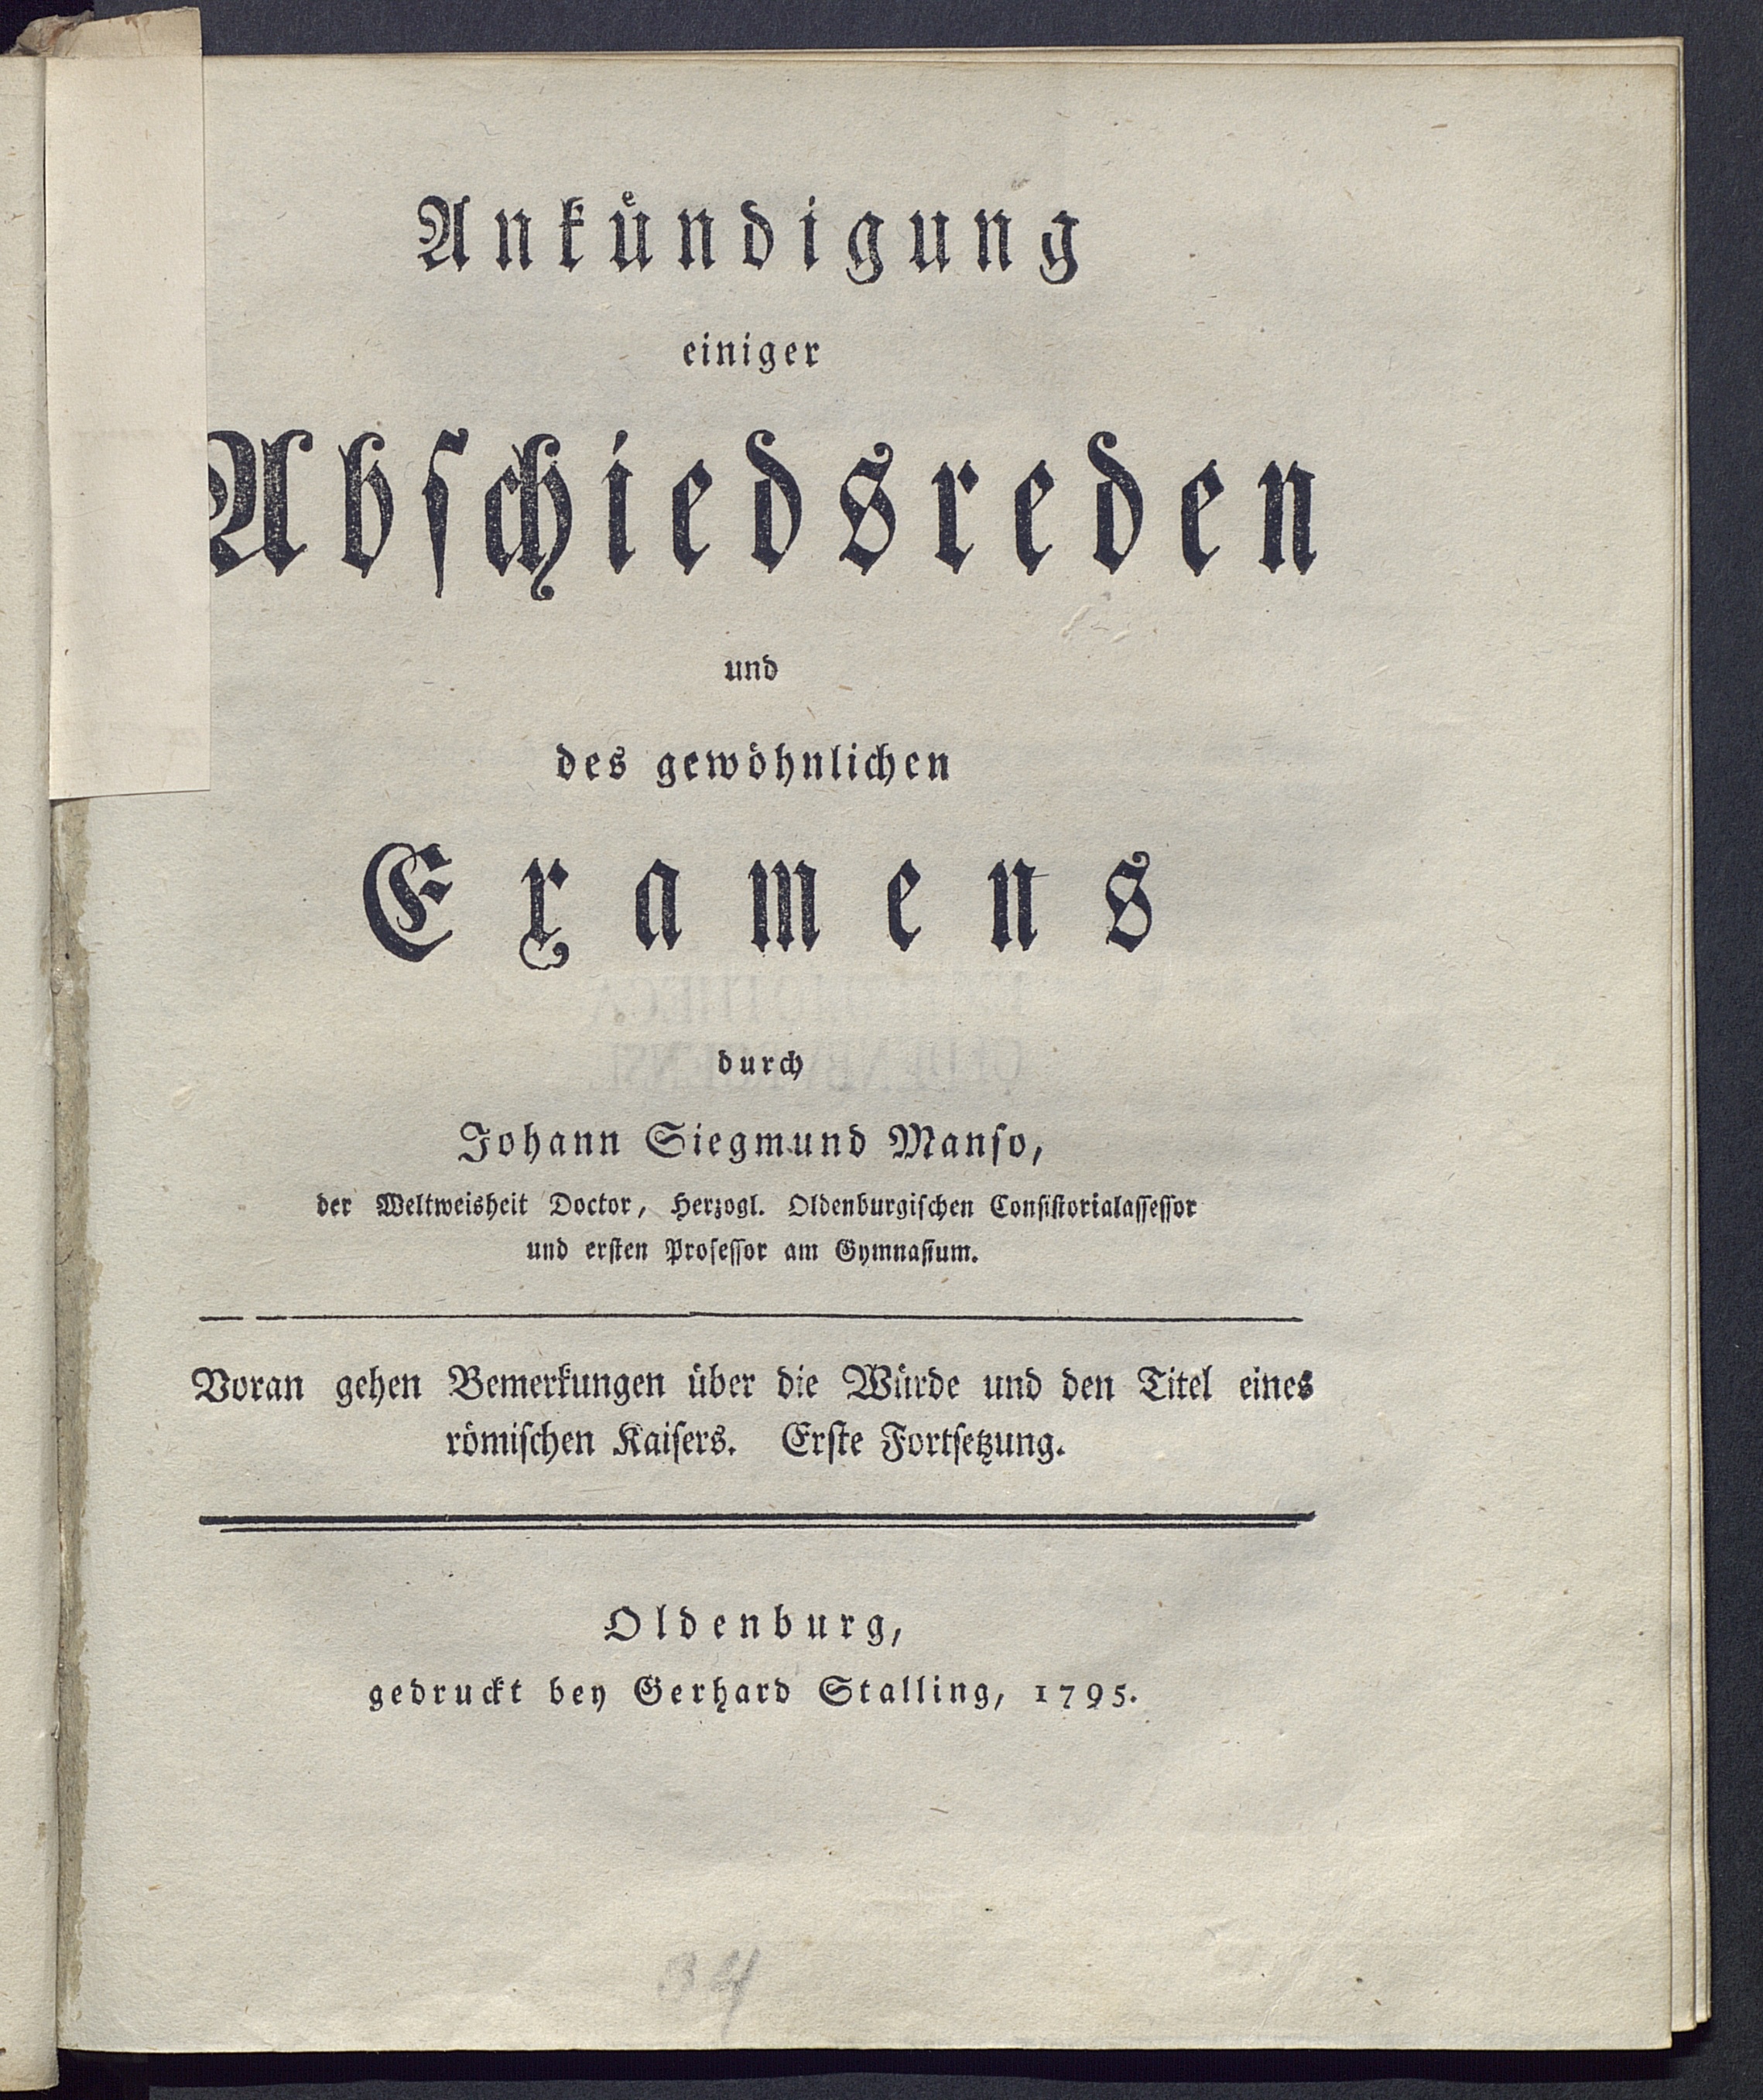 Ankündigung
einiger
Abschiedsreden
und
des gewöhnlichen
Examens
durch
Johann Siegmund Manso,
der Weltweisheit Doctor, Herzogl. Oldenburgischen Consistorialassessor
und ersten Professor am Gymnasium.
Voran gehen Bemerkungen über die Würde und den Titel eines
römischen Kaisers. Erste Fortsetzung.
Oldenburg,
gedruckt bey Gerhard Stalling, 1795.
34